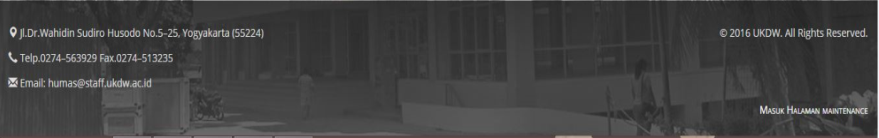 Jl.Dr.Wahidin Sudiro Husodo No.5-25, Yogyakarta (55224)
© 2016 UKDW. All Rights Reserved.
Telp.0274-563929 Fax.0274-513235
Email: humas@staff.ukdw.ac.id
Masuk Halaman maintenance